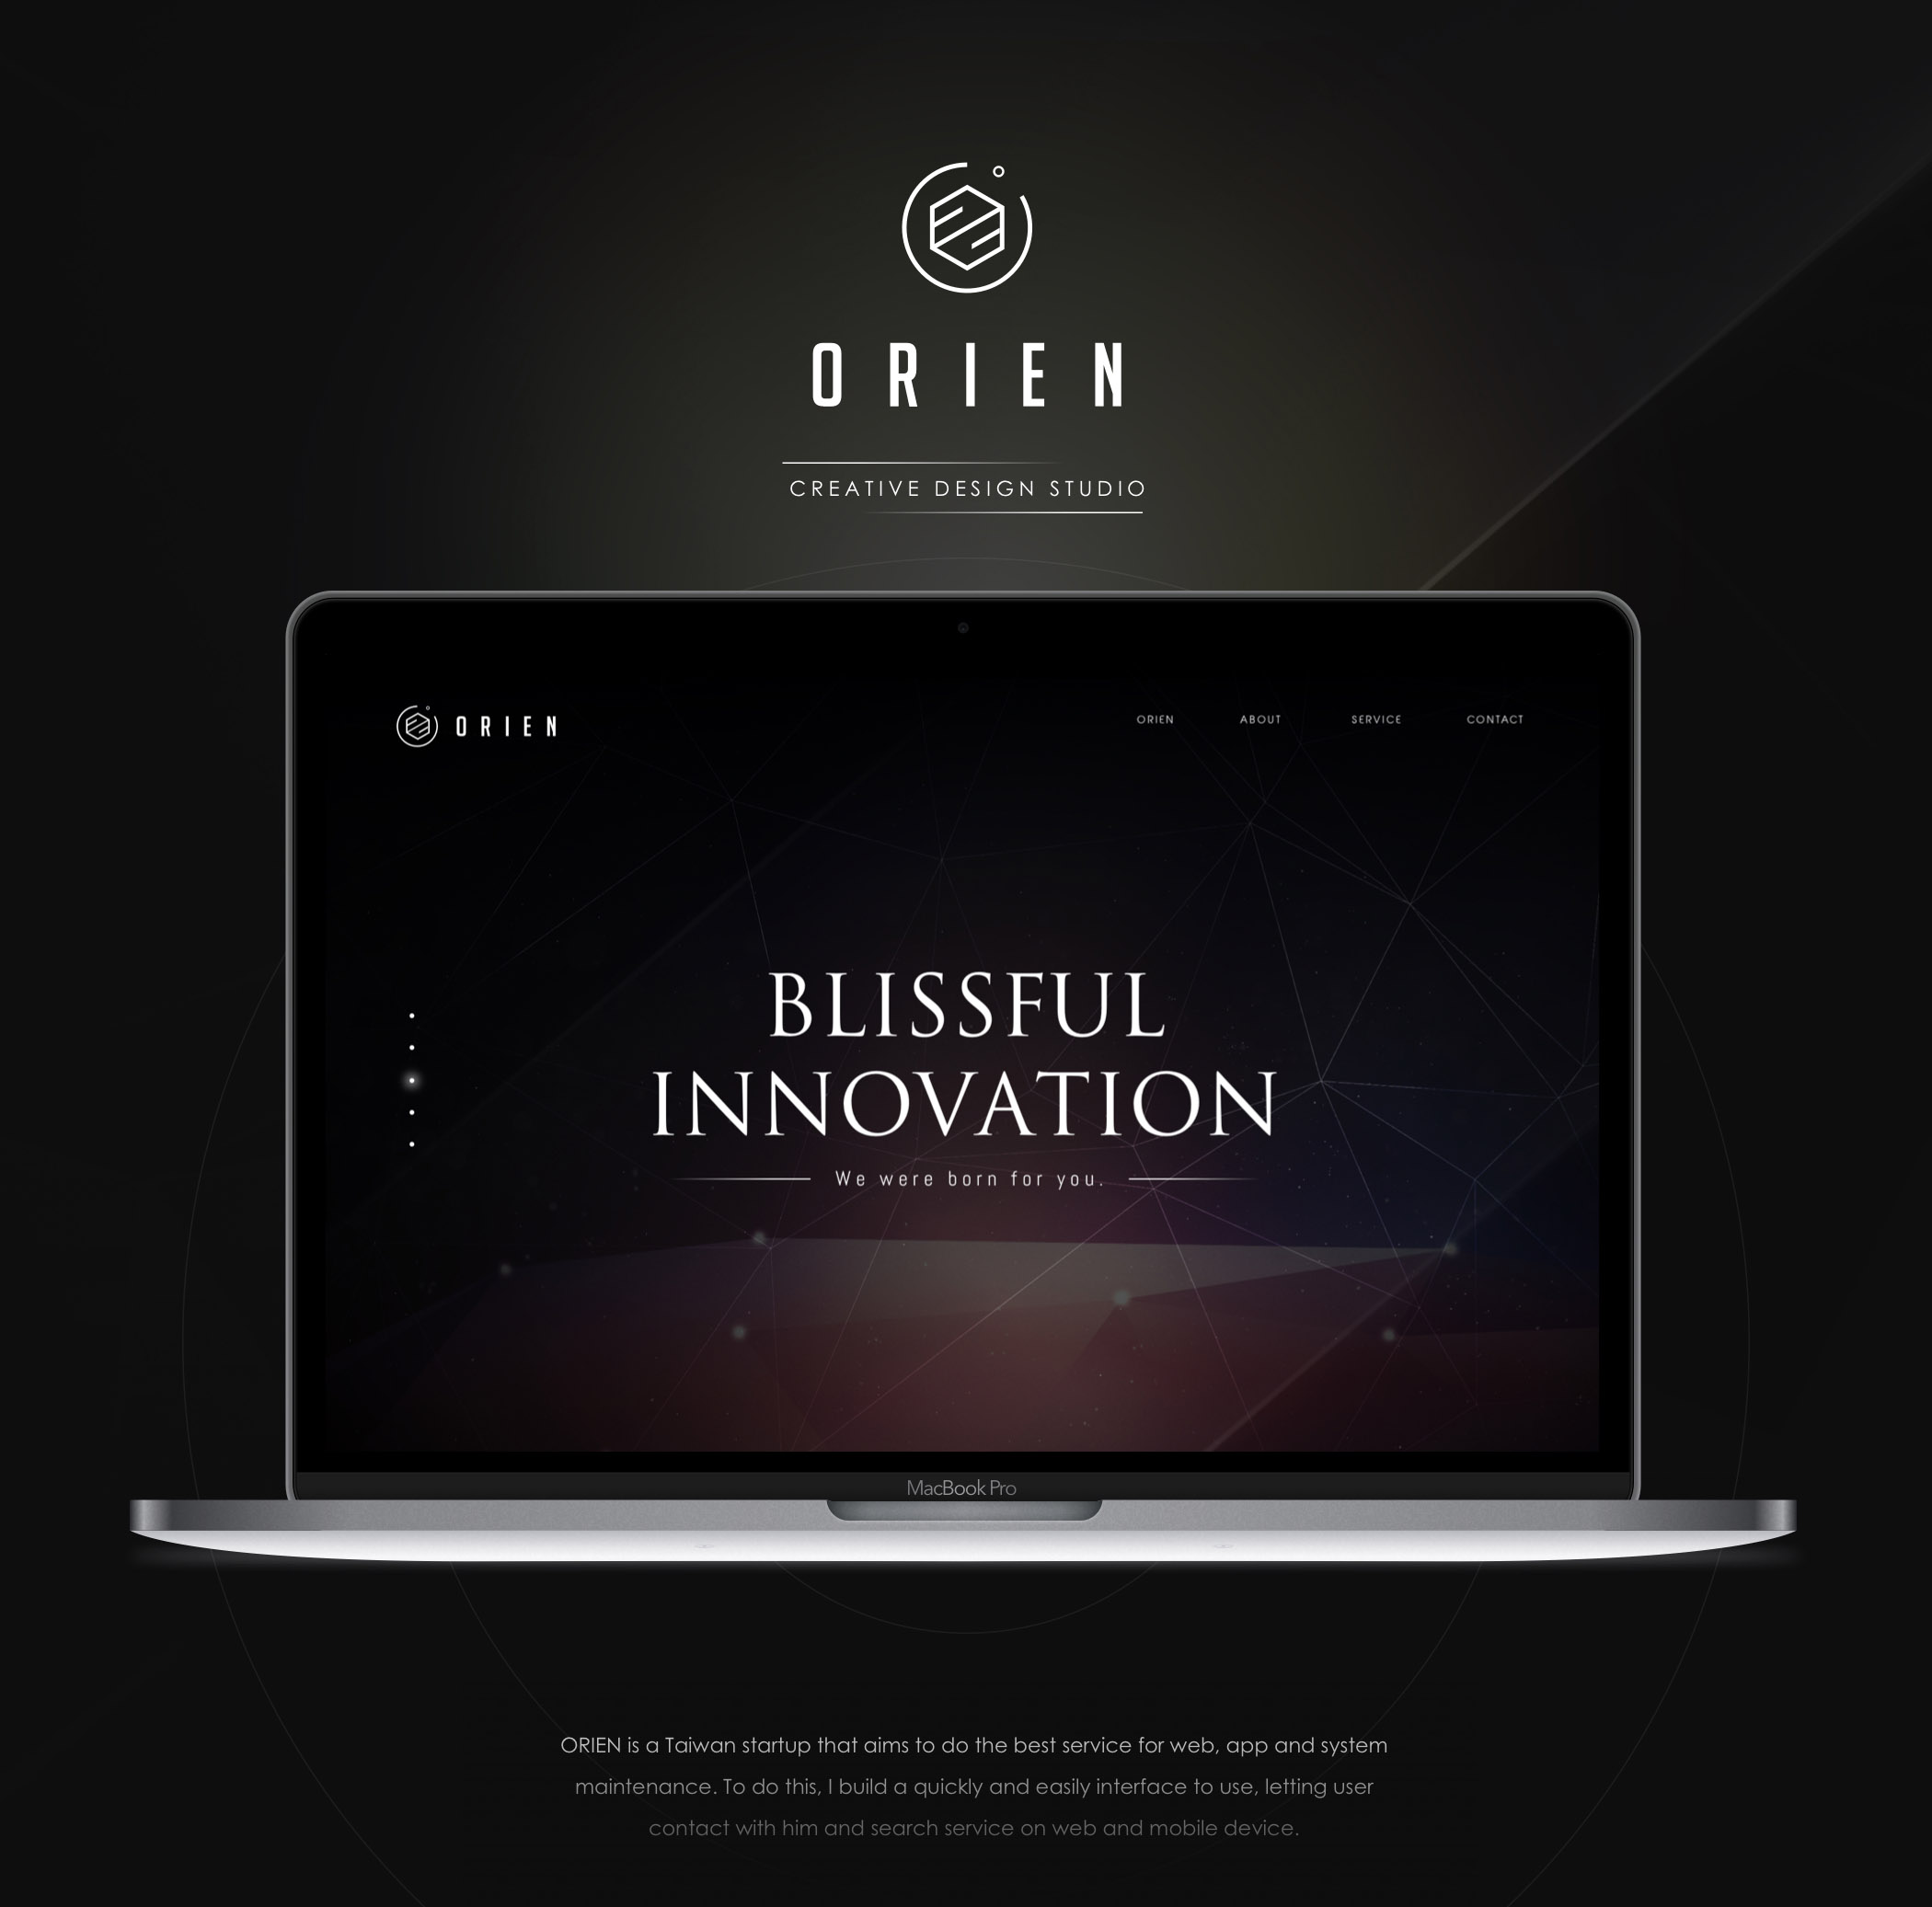 ORIEN
CREATIVE DESIGN STUDIO
ORIEN
ORIEN ABOUT SERVICE CONTACT
BLISSFUL
INNOVATION
We were born for you.
MacBook Pro
ORIEN is a Taiwan startup that aims to do the best service for web, app and system
maintenance. To do this, I build a quickly and easily interface to use, letting user
contact with him and search service on web and mobile device.